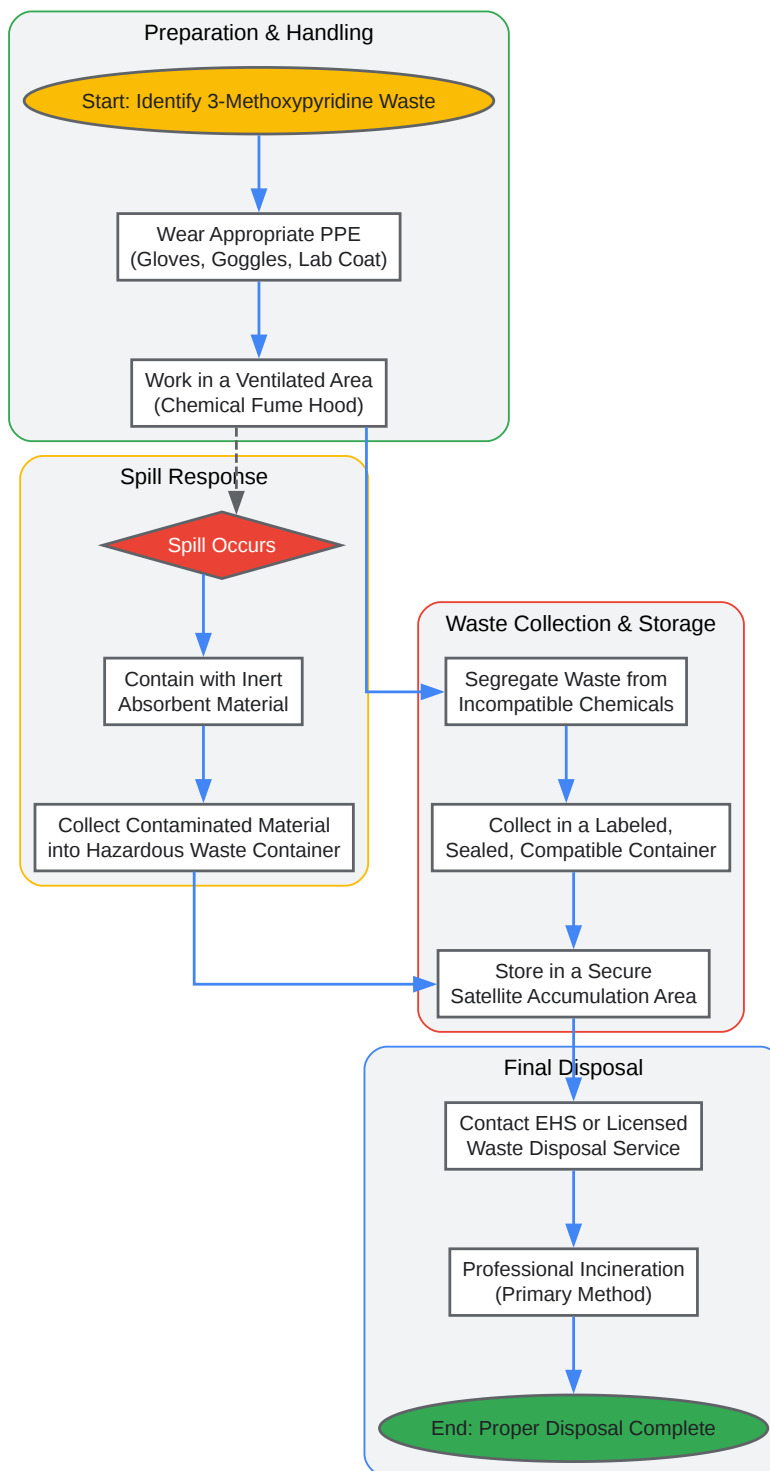 Preparation & Handling
Start: Identify 3-Methoxypyridine Waste
Wear Appropriate PPE
(Gloves, Goggles, Lab Coat)
Work in a Ventilated Area
(Chemical Fume Hood)
Spill Response
Spill Occurs
Contain with Inert
Absorbent Material
Collect Contaminated Material
into Hazardous Waste Container
Waste Collection & Storage
Segregate Waste from
Incompatible Chemicals
Collect in a Labeled,
Sealed, Compatible Container
Store in a Secure
Satellite Accumulation Area
Final Disposal
Contact EHS or Licensed
Waste Disposal Service
Professional Incineration
(Primary Method)
End: Proper Disposal Complete